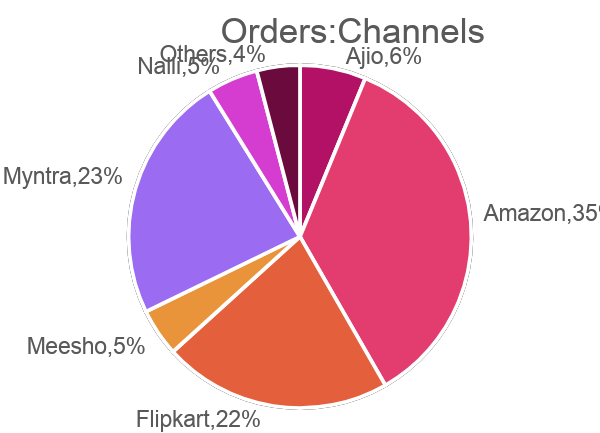 Orders:Channels
Others,4%
Ajio,6%
Nalli,5%
Myntra,23%
Amazon,35%
Meesho,5%
Flipkart,22%